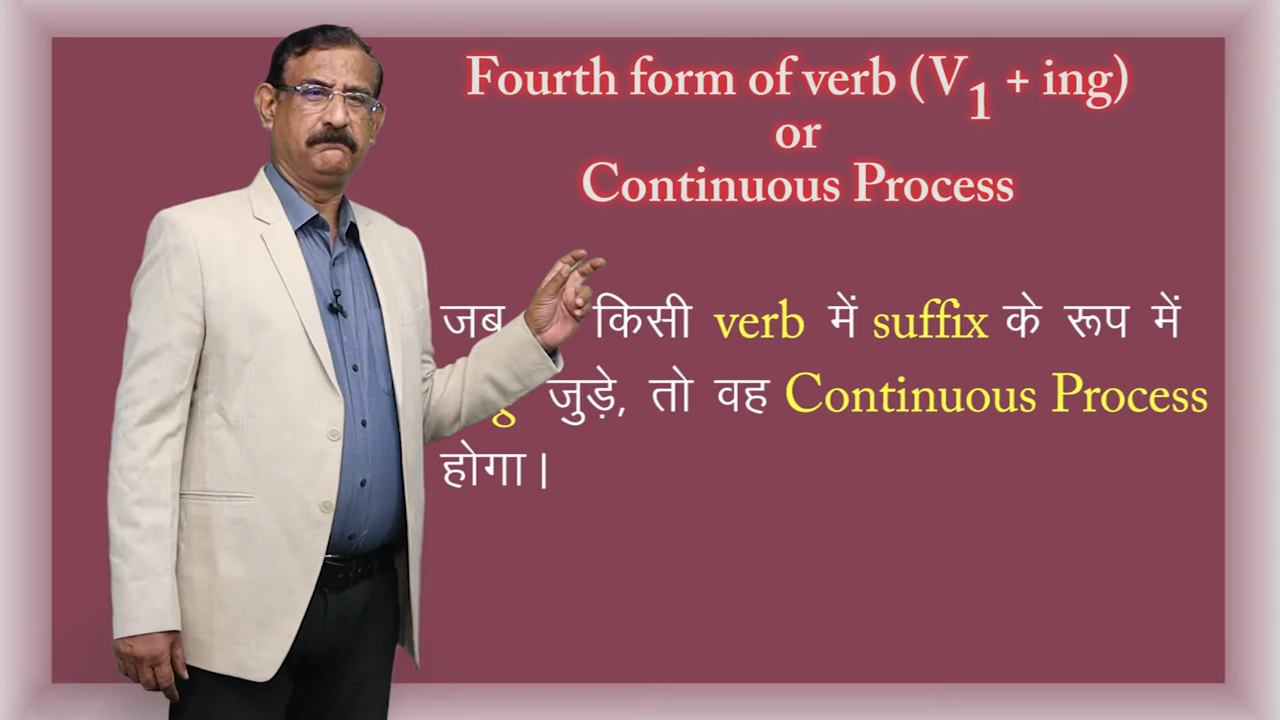 Fourth form of verb (V1 + ing)
or
Continuous Process
जब किसी verb में suffix के रूप में
जुड़े, तो वह Continuous Process
होगा।